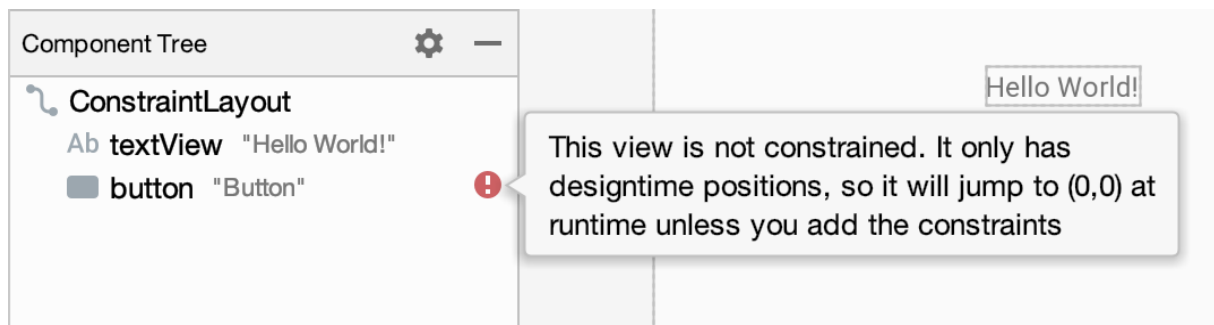 Component Tree
Hello World!
ConstraintLayout
Ab textView "Hello World!"
button "Button"
This view is not constrained. It only has
designtime positions, so it will jump to (0,0) at
runtime unless you add the constraints